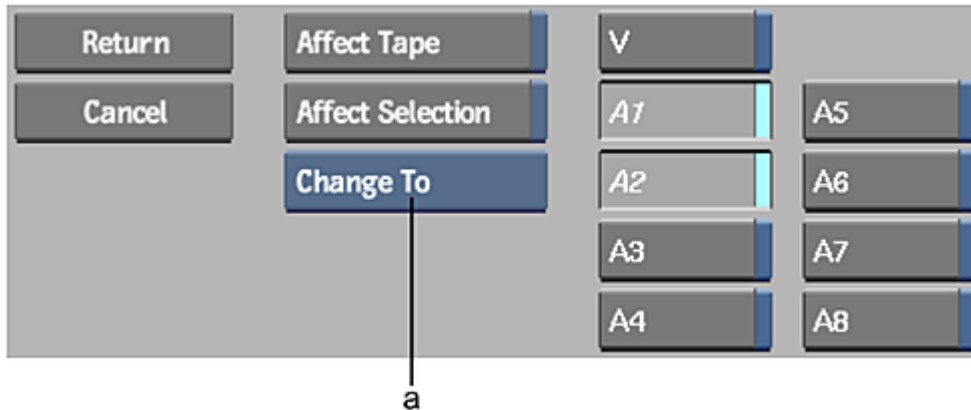 Return Affect Tape V
Cancel Affect Selection A1 A5
Change To A2 A6
A3 A7
A4 A8
a